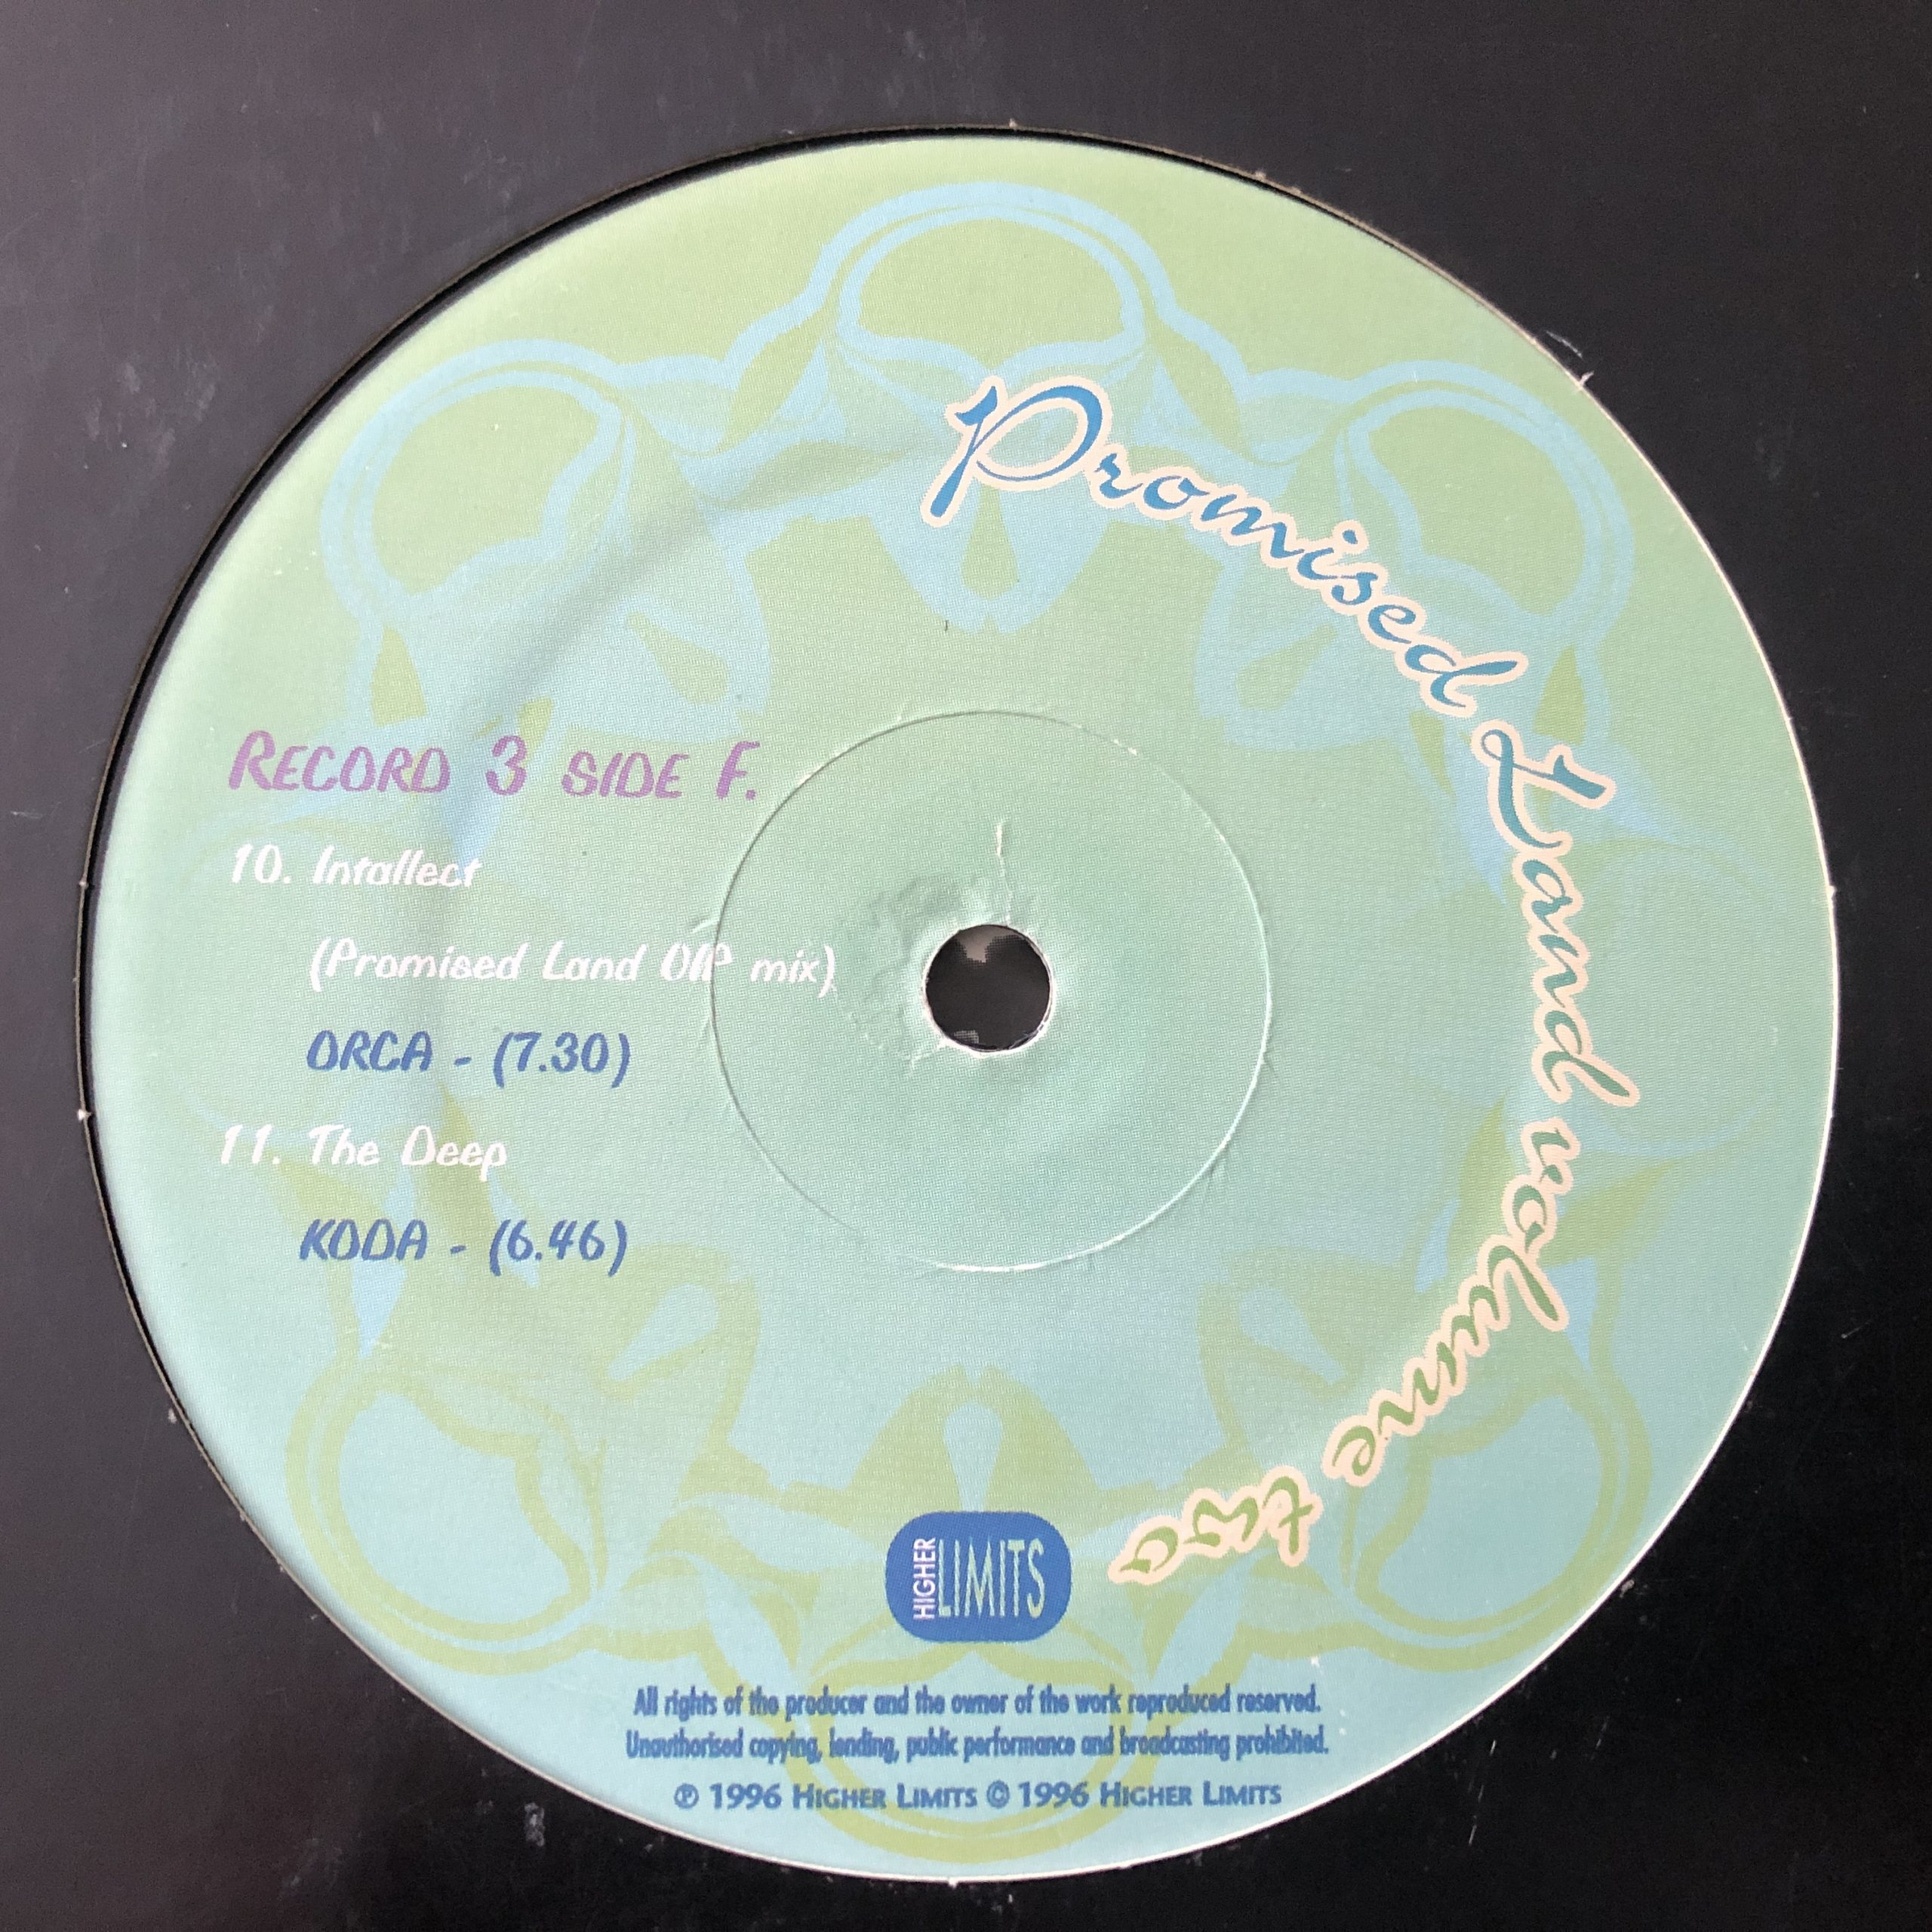 Promised Land volume two
RECORD 3 SIDE F.
10. Intallect
(Promised Land VIP mix)
ORCA - (7.30)
11. The Deep
KODA - (6.46)
HIGHER LIMITS
All rights of the producer and the owner of the work reproduced reserved.
Unauthorised copying, lending, public performance and broadcasting prohibited.
℗ 1996 HIGHER LIMITS © 1996 HIGHER LIMITS